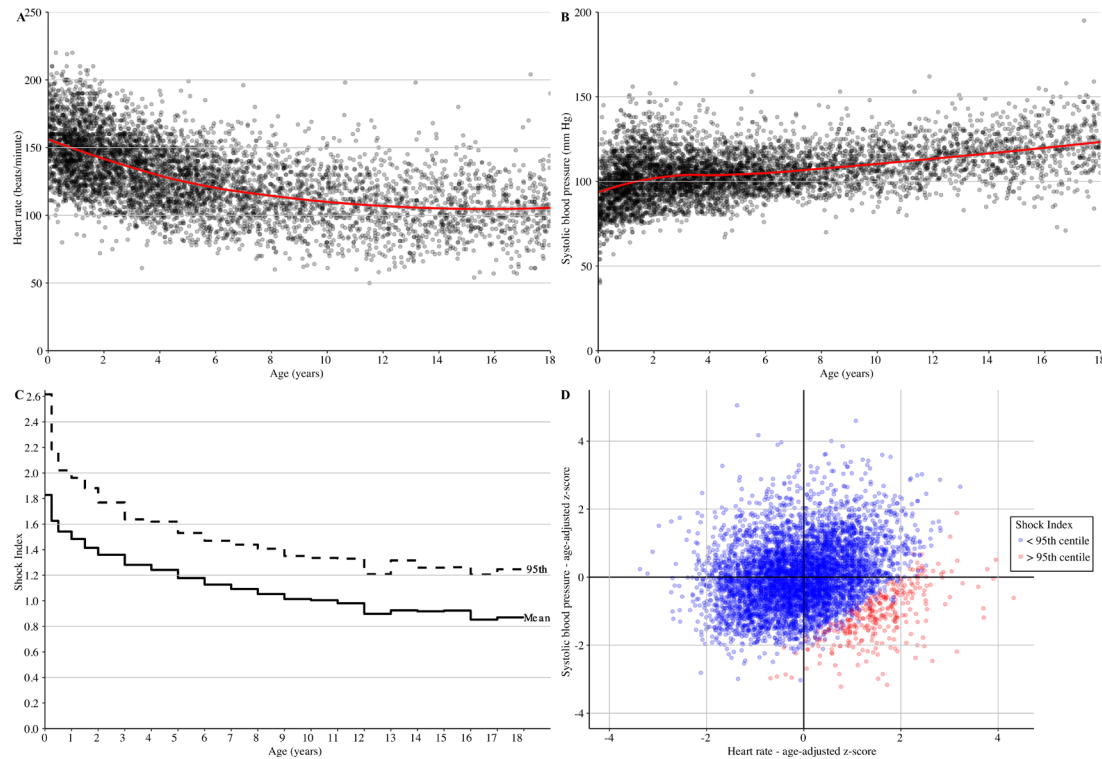 A
250
200
150
100
50
0
Heart rate (beats/minute)
0 2 4 6 8 10 12 14 16 18
Age (years)
B
200
150
100
50
0
Systolic blood pressure (mm Hg)
0 2 4 6 8 10 12 14 16 18
Age (years)
C
2.6
2.4
2.2
2.0
1.8
1.6
1.4
1.2
1.0
0.8
0.6
0.4
0.2
0.0
Shock Index
95th
Mean
0 1 2 3 4 5 6 7 8 9 10 11 12 13 14 15 16 17 18
Age (years)
D
4
2
0
-2
-4
Systolic blood pressure - age-adjusted z-score
-4 -2 0 2 4
Heart rate - age-adjusted z-score
Shock Index
< 95th centile
> 95th centile